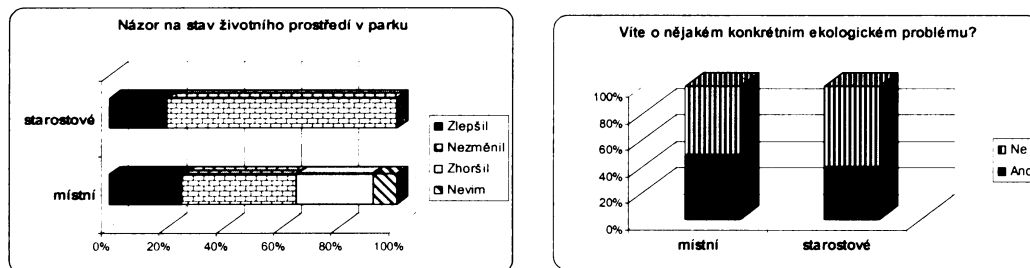 Názor na stav životního prostředí v parku
starostové
místní
0% 20% 40% 60% 80% 100%
Zlepšil
Nezměnil
Zhoršil
Nevím
Víte o nějakém konkrétním ekologickém problému?
100%
80%
60%
40%
20%
0%
místní starostové
Ne
Ano